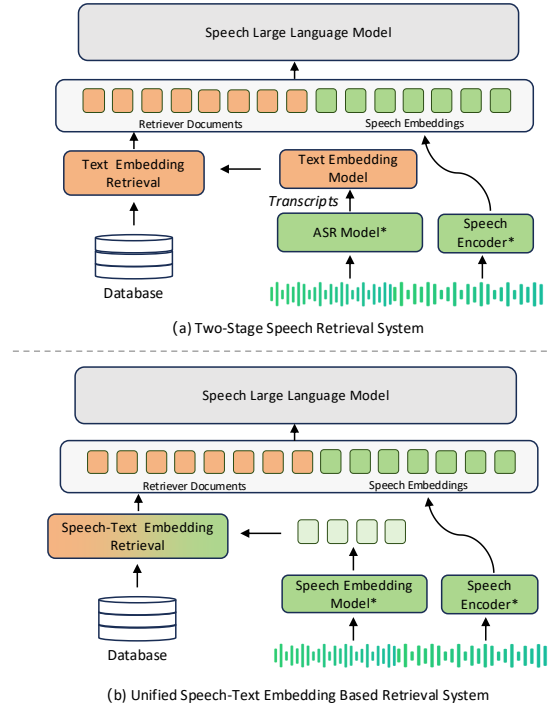 Speech Large Language Model
Retriever Documents
Speech Embeddings
Text Embedding
Retrieval
Text Embedding
Model
Transcripts
ASR Model*
Speech
Encoder*
Database
(a) Two-Stage Speech Retrieval System
Speech Large Language Model
Retriever Documents
Speech Embeddings
Speech-Text Embedding
Retrieval
Speech Embedding
Model*
Speech
Encoder*
Database
(b) Unified Speech-Text Embedding Based Retrieval System